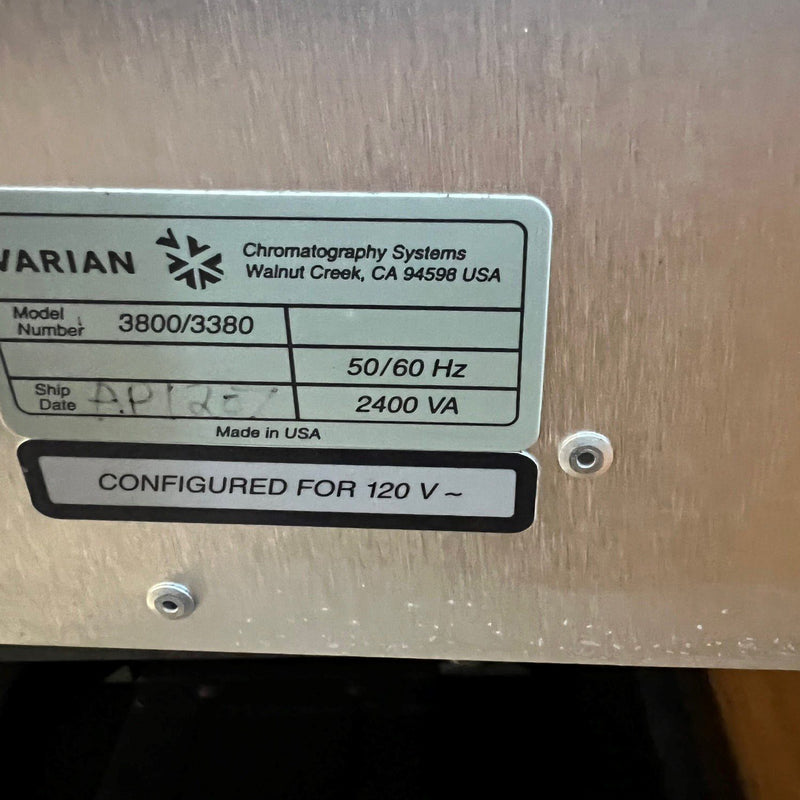 VARIAN
Chromatography Systems
Walnut Creek, CA 94598 USA
Model Number 3800/3380
50/60 Hz
Ship Date
2400 VA
Made in USA
CONFIGURED FOR 120 V ~